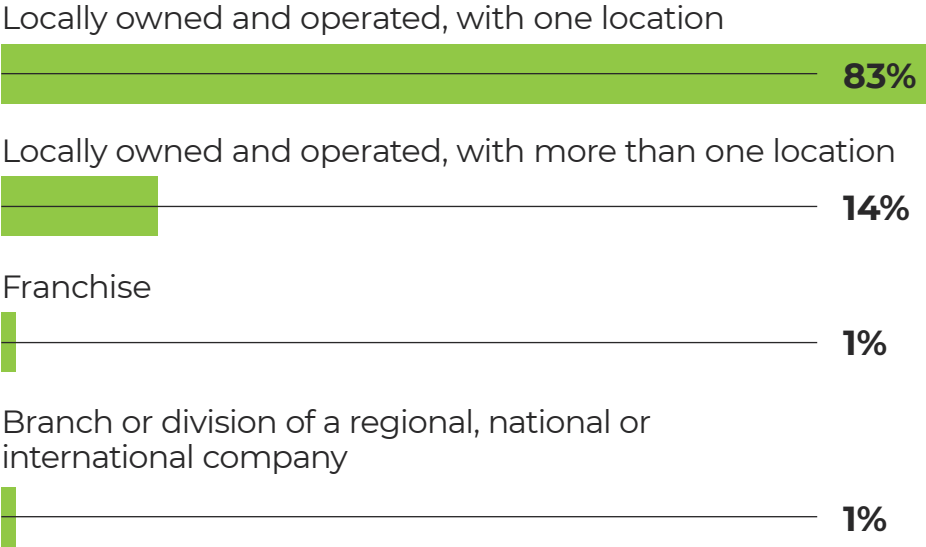 Locally owned and operated, with one location
83%
Locally owned and operated, with more than one location
14%
Franchise
1%
Branch or division of a regional, national or
international company
1%